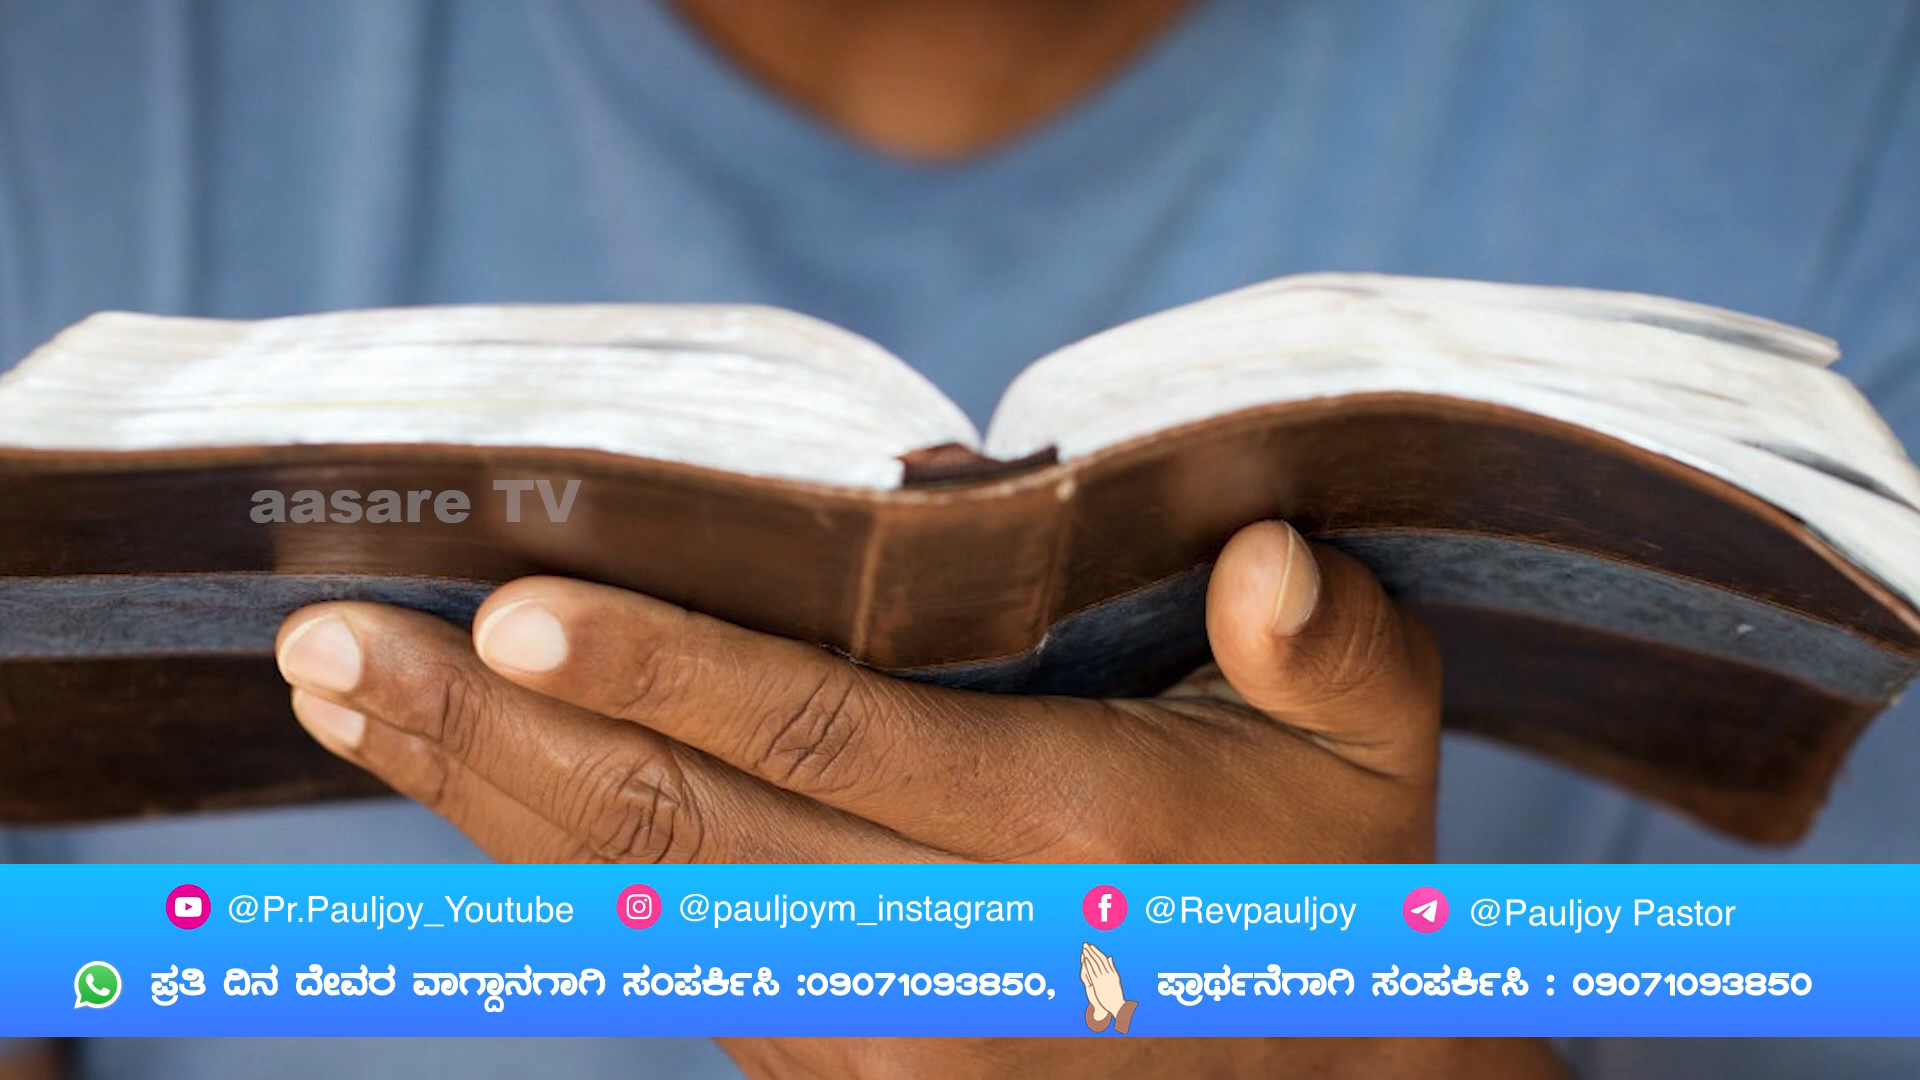 aasare TV
@Pr.Pauljoy_Youtube @pauljoym_instagram @Revpauljoy @Pauljoy Pastor
ಪ್ರತಿ ದಿನ ದೇವರ ವಾಗ್ದಾನಗಾಗಿ ಸಂಪರ್ಕಿಸಿ :09071093850, ಪ್ರಾರ್ಥನೆಗಾಗಿ ಸಂಪರ್ಕಿಸಿ : 09071093850